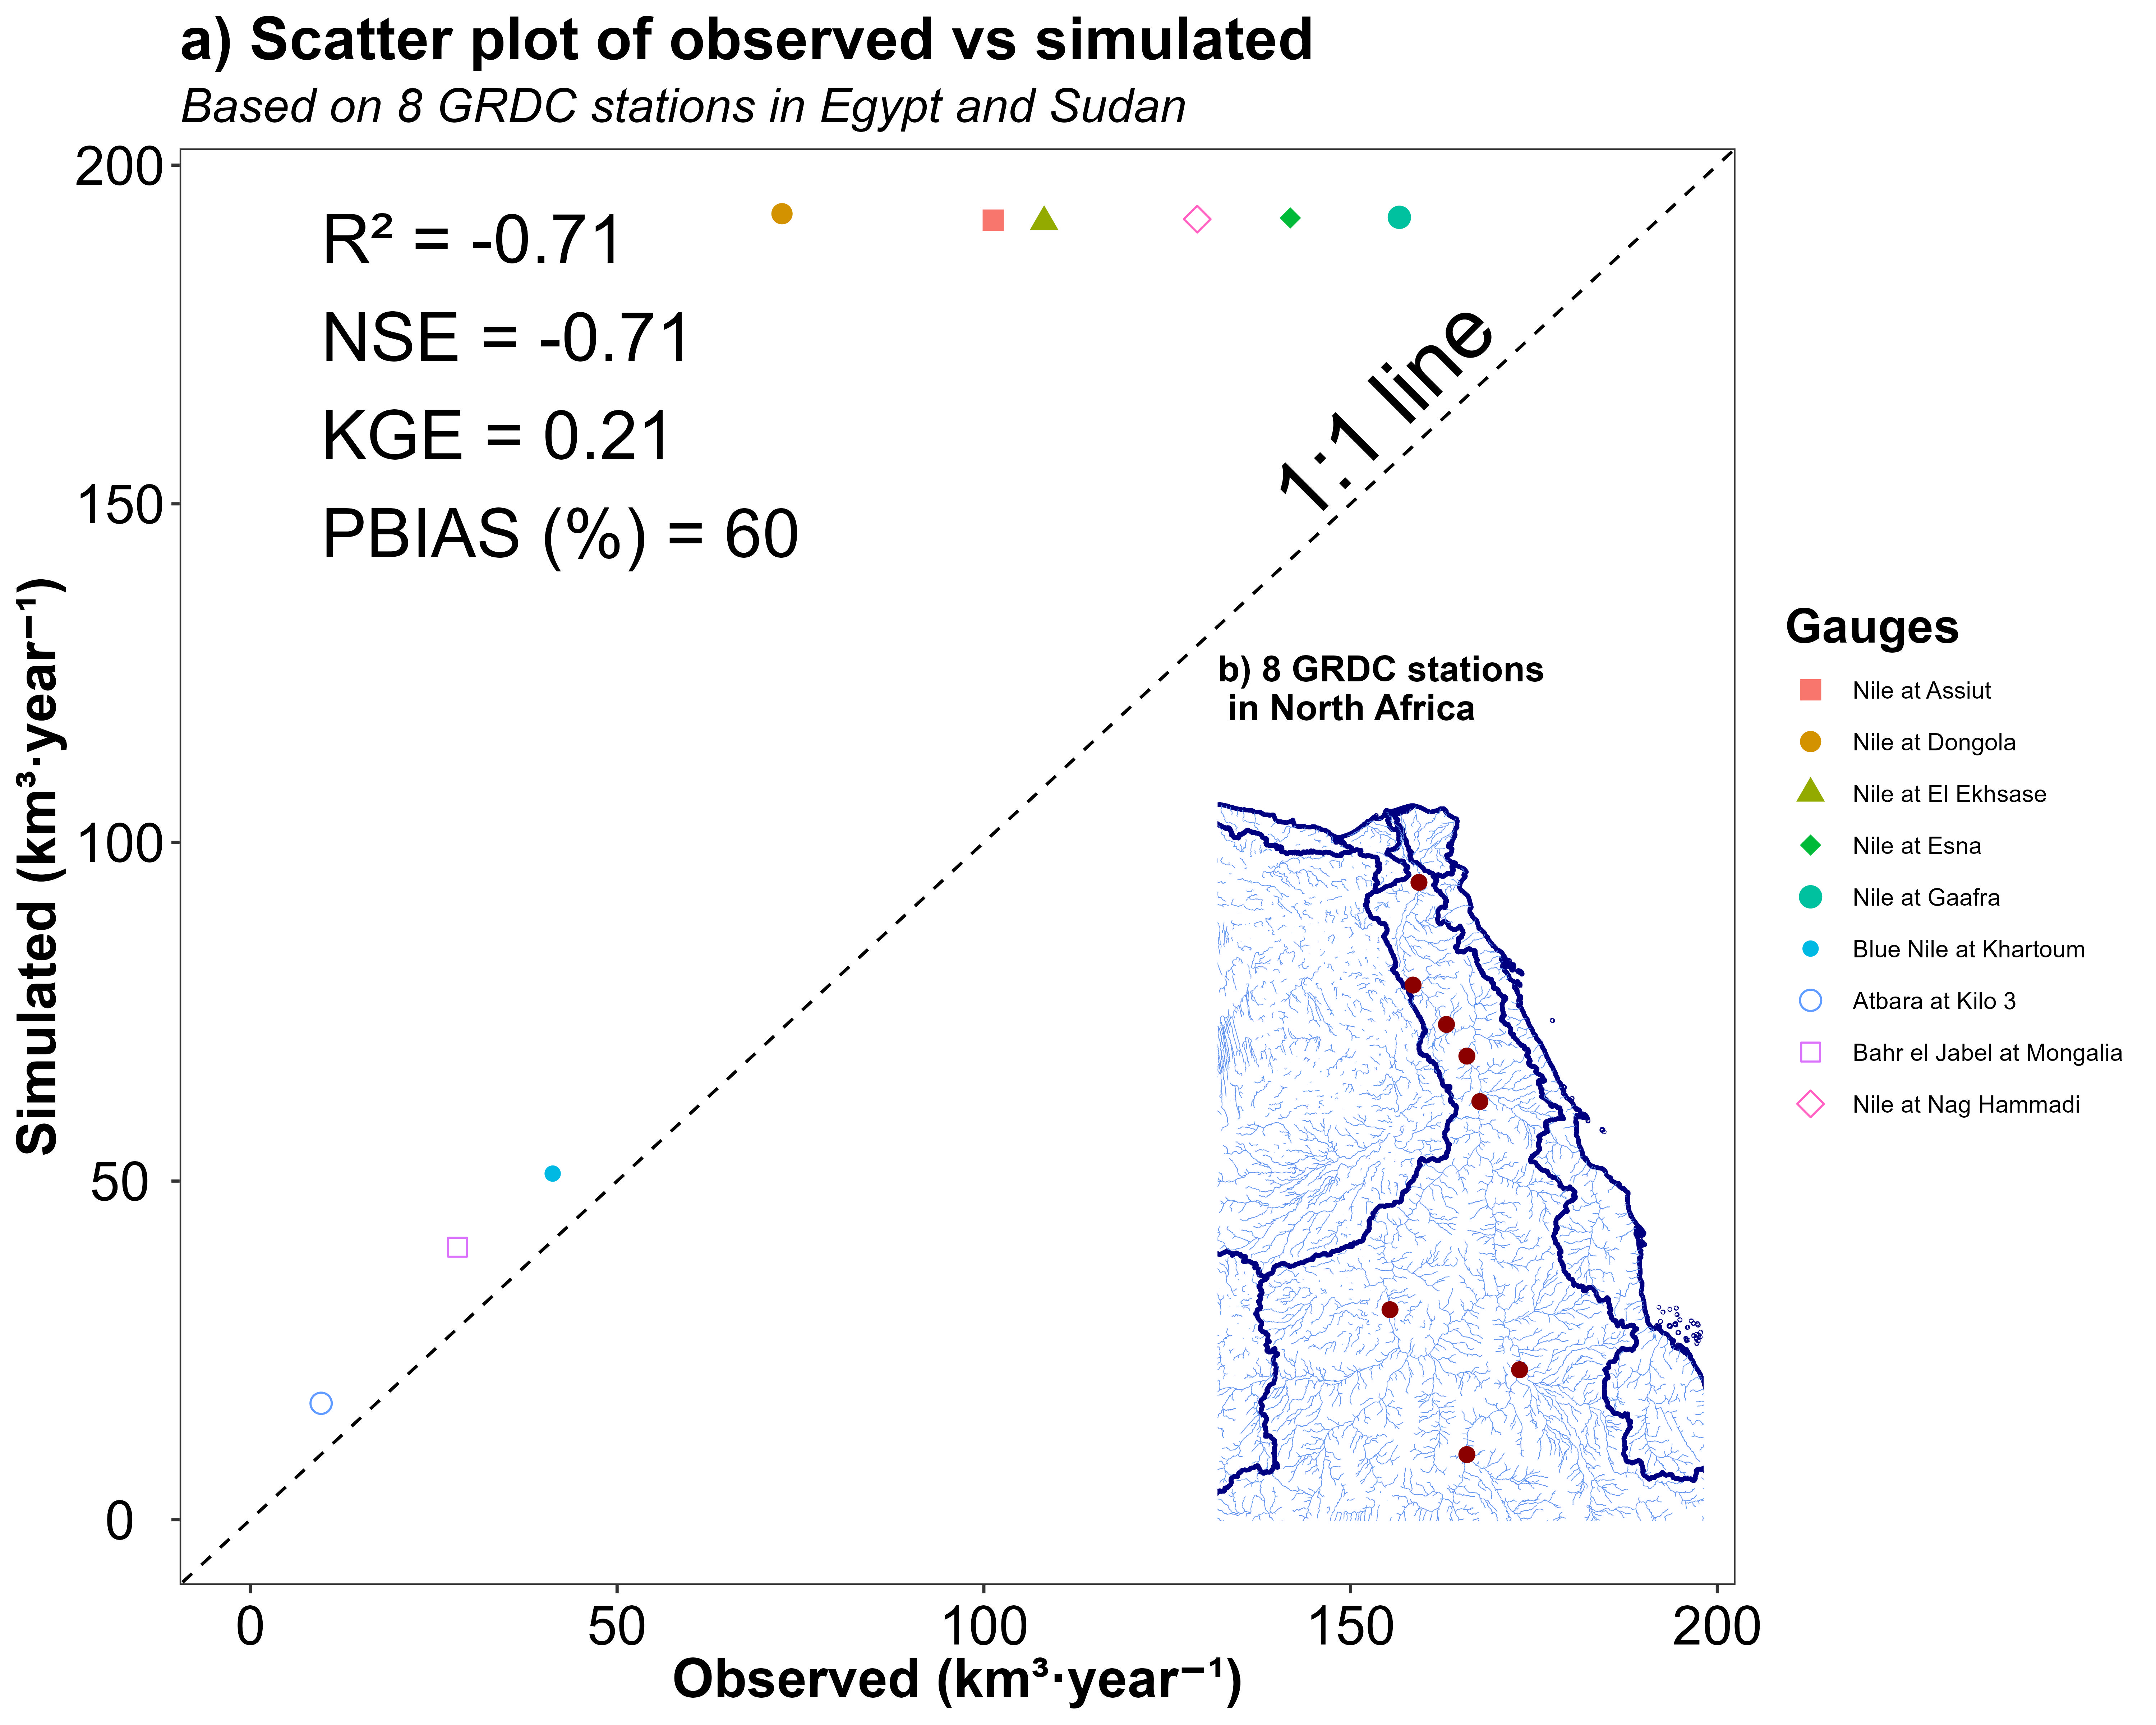 a) Scatter plot of observed vs simulated
Based on 8 GRDC stations in Egypt and Sudan
R² = -0.71
NSE = -0.71
KGE = 0.21
PBIAS (%) = 60
1:1 line
b) 8 GRDC stations
in North Africa
200
150
100
50
0
Simulated (km³·year⁻¹)
0 50 100 150 200
Observed (km³·year⁻¹)
Gauges
Nile at Assiut
Nile at Dongola
Nile at El Ekhsase
Nile at Esna
Nile at Gaafra
Blue Nile at Khartoum
Atbara at Kilo 3
Bahr el Jabel at Mongalia
Nile at Nag Hammadi